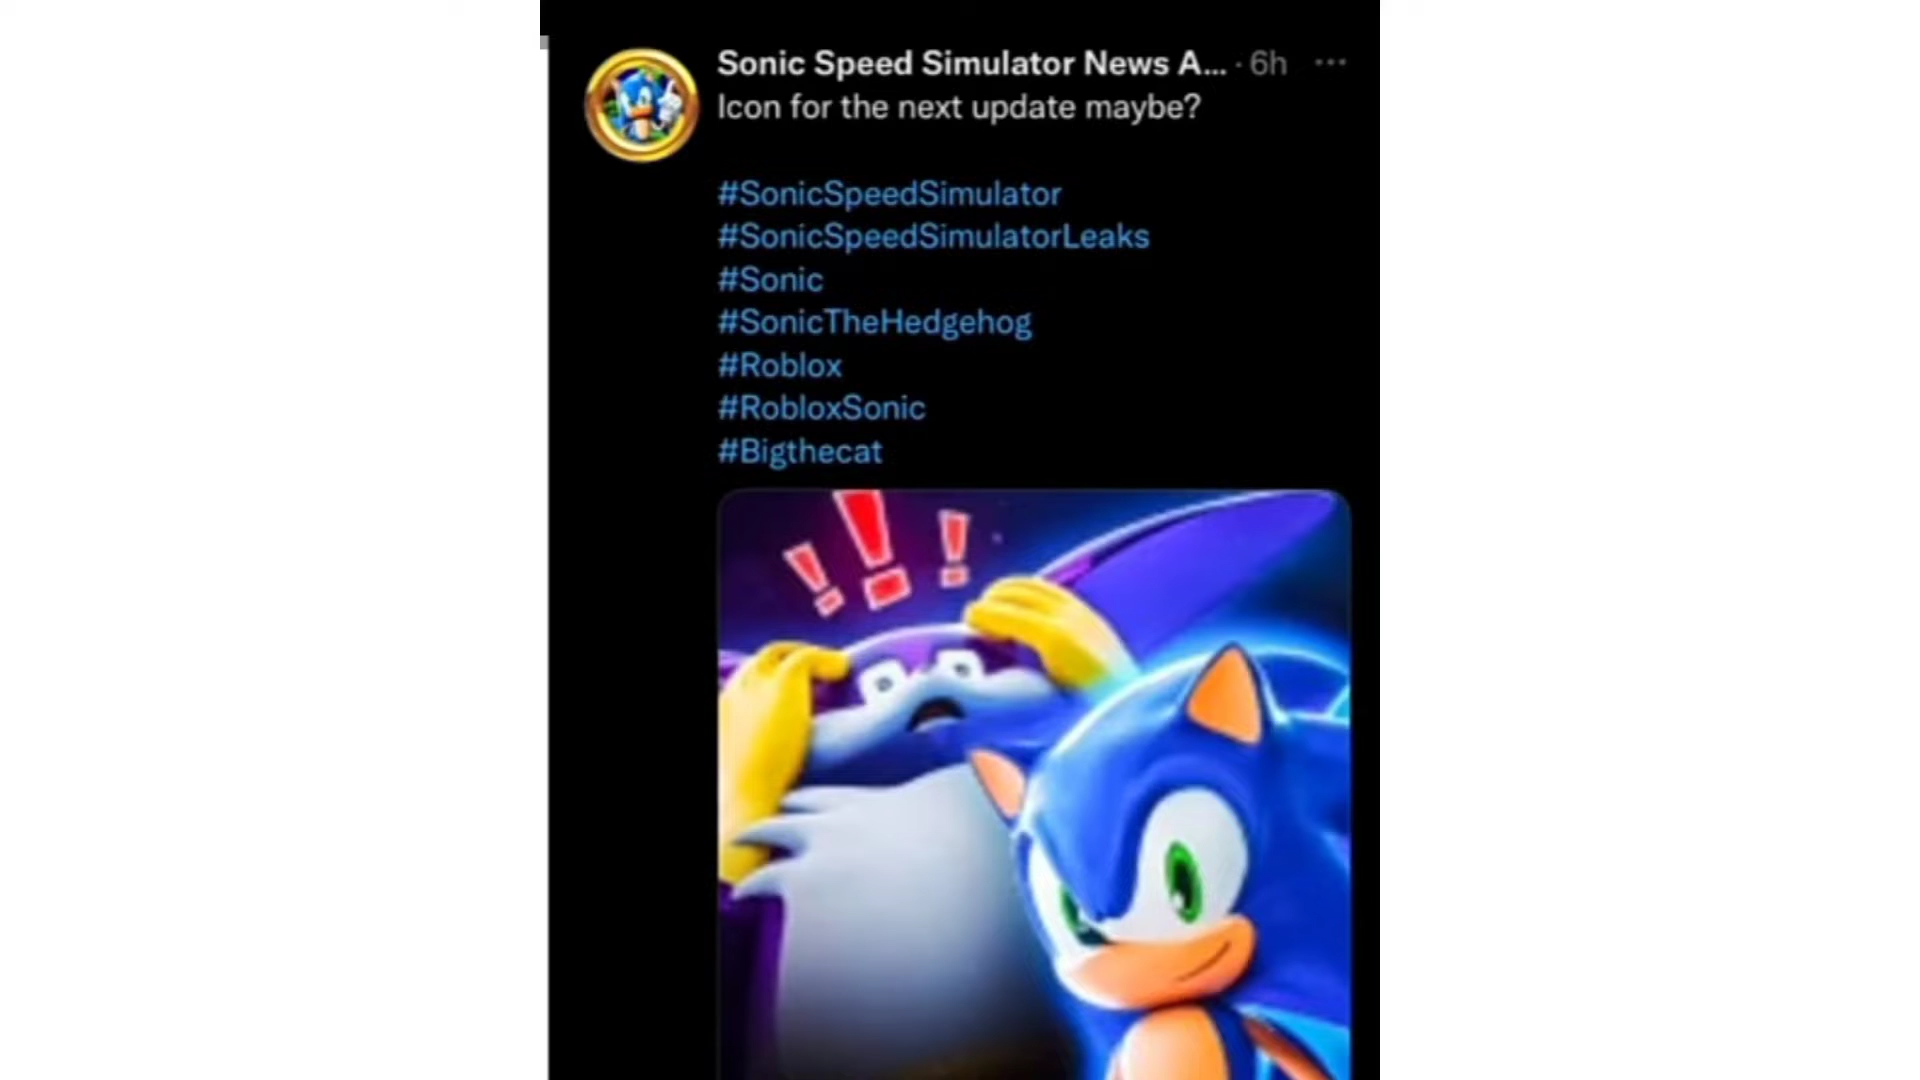 Sonic Speed Simulator News A... · 6h
Icon for the next update maybe?
#SonicSpeedSimulator
#SonicSpeedSimulatorLeaks
#Sonic
#SonicTheHedgehog
#Roblox
#RobloxSonic
#Bigthecat
!!!